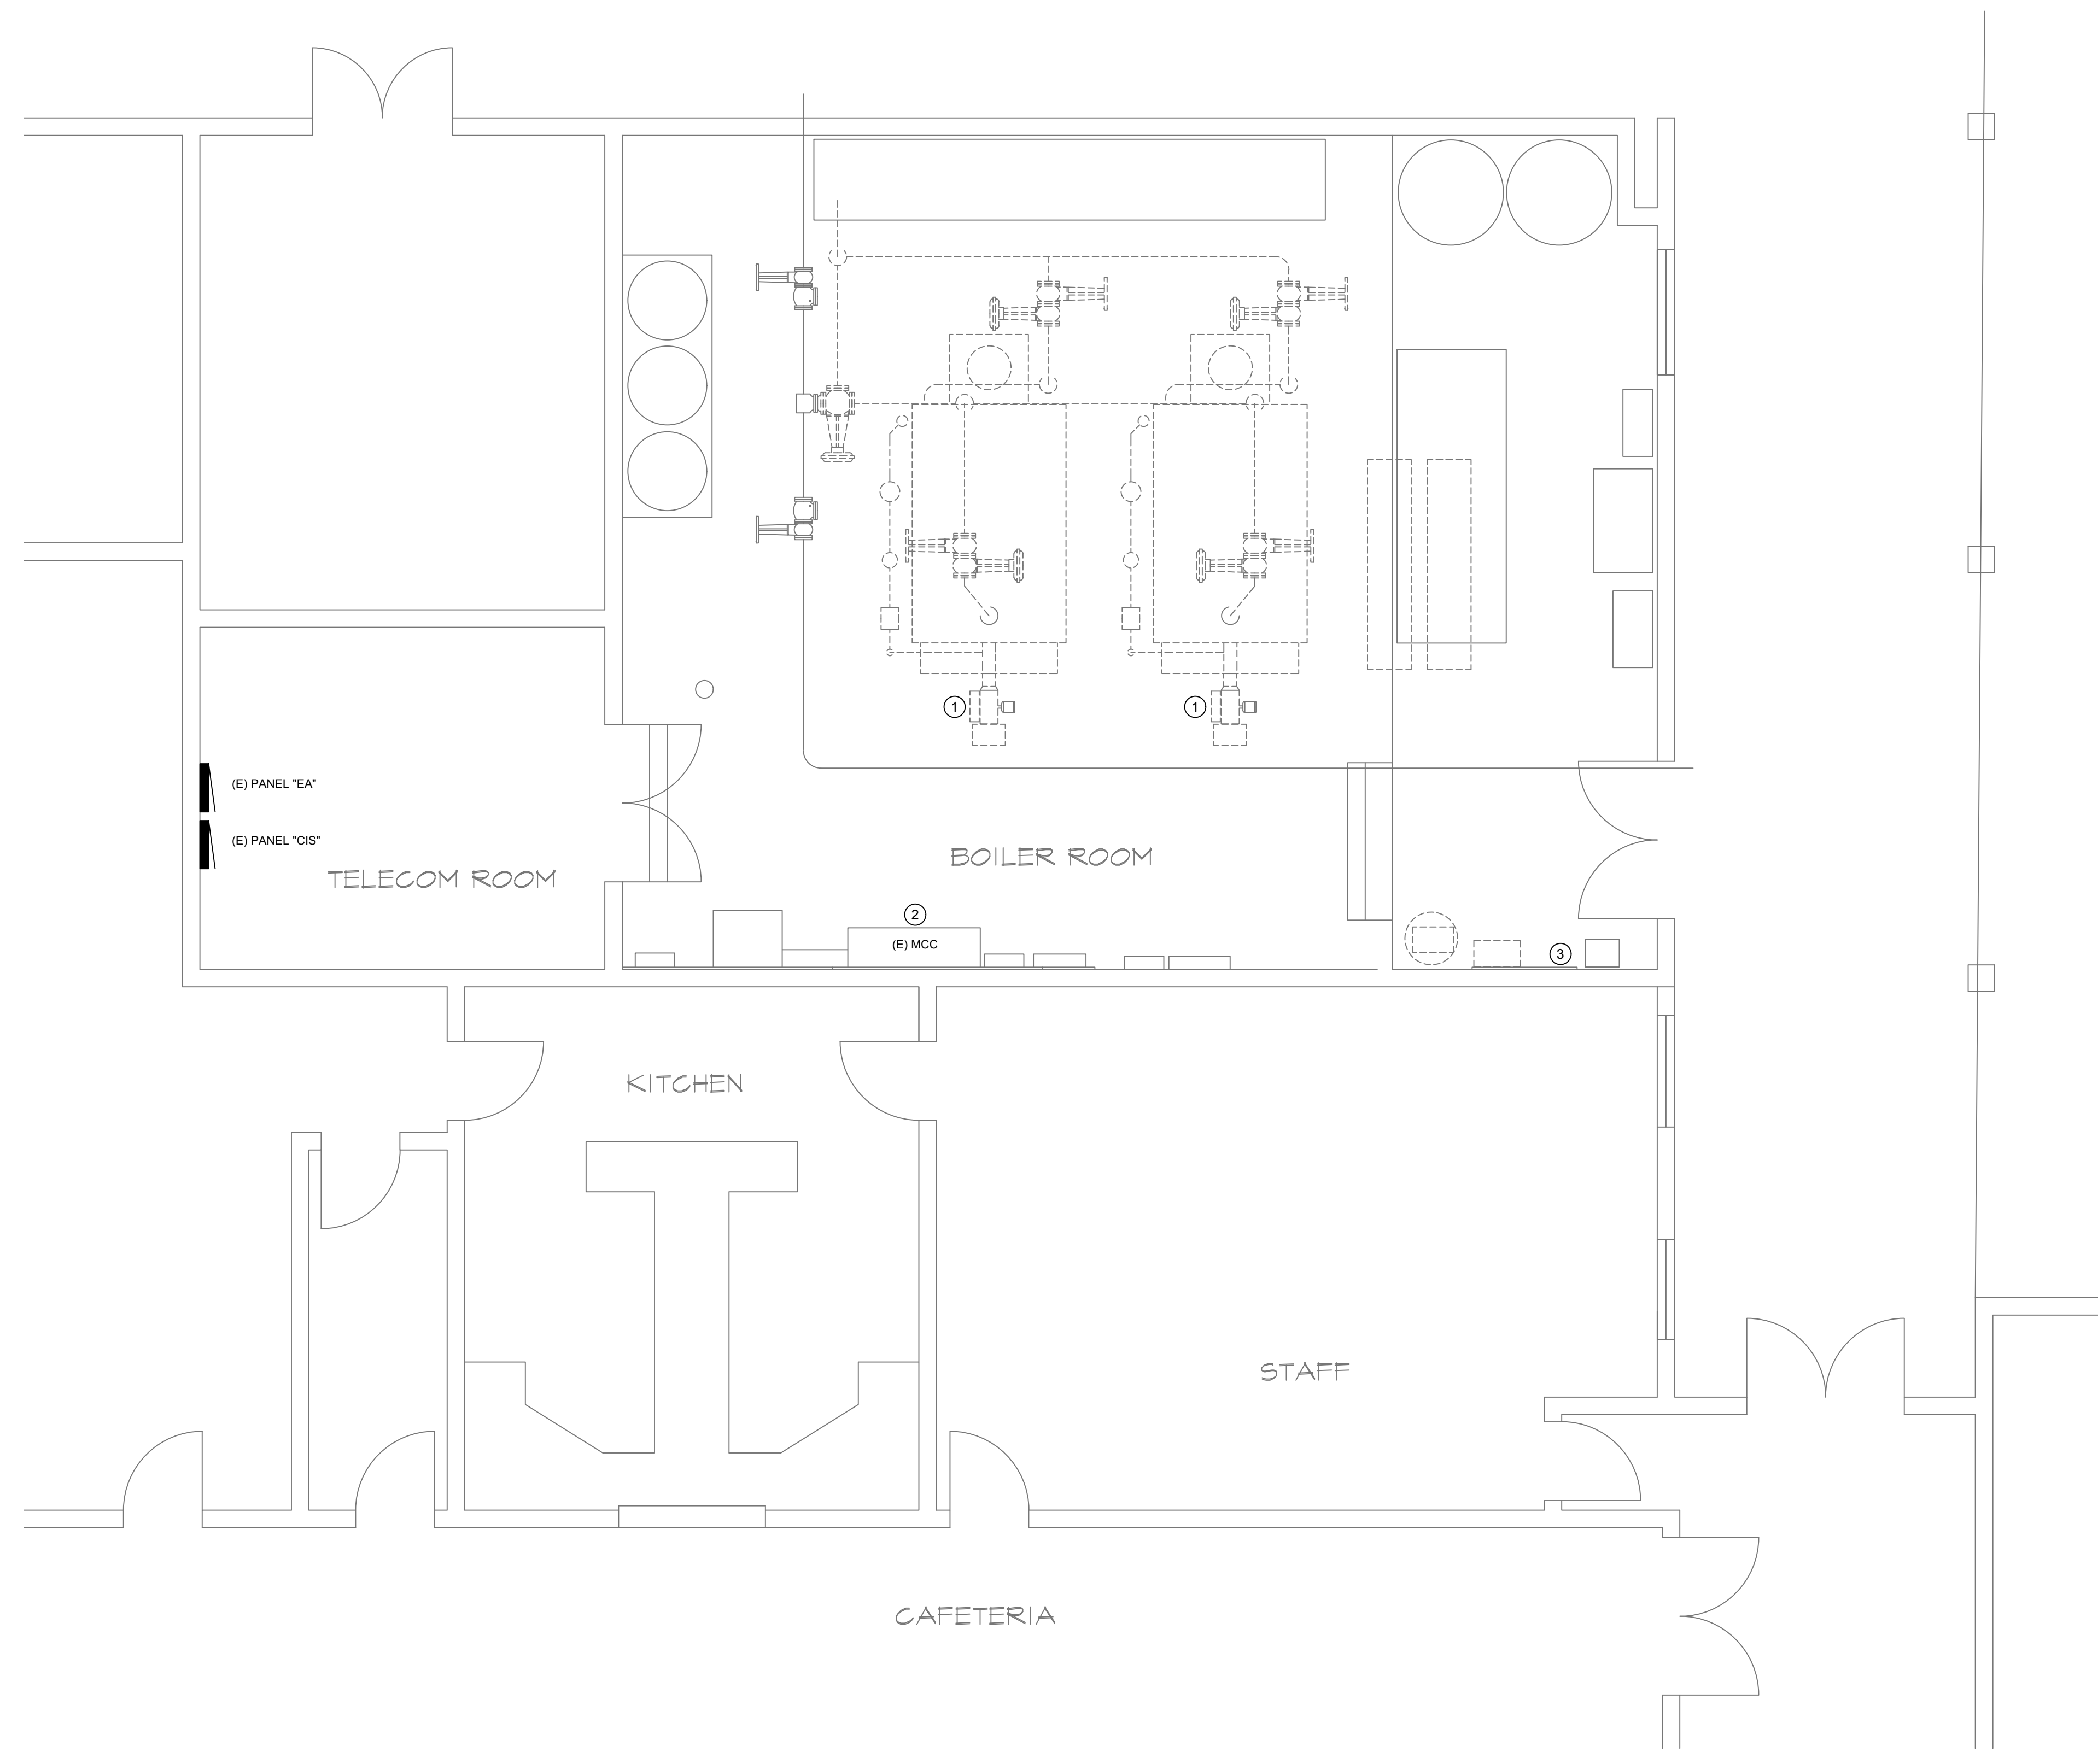 1
1
(E) PANEL "EA"
(E) PANEL "CIS"
TELECOM ROOM
BOILER ROOM
2
(E) MCC
3
KITCHEN
STAFF
CAFETERIA